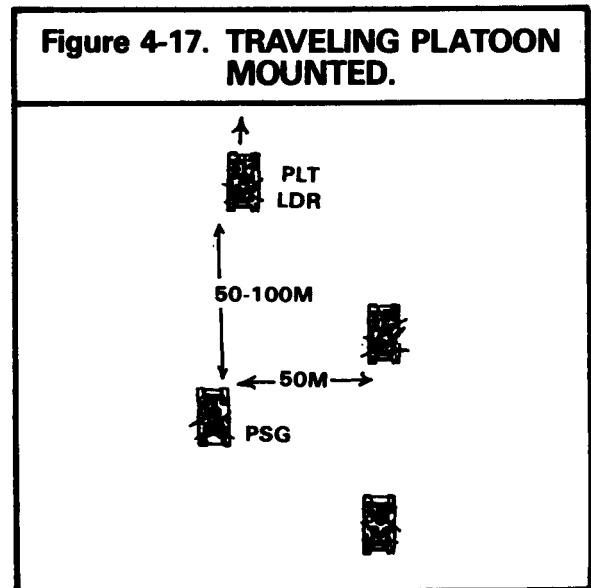 Figure 4-17. TRAVELING PLATOON
MOUNTED.
PLT
LDR
50-100M
50M
PSG